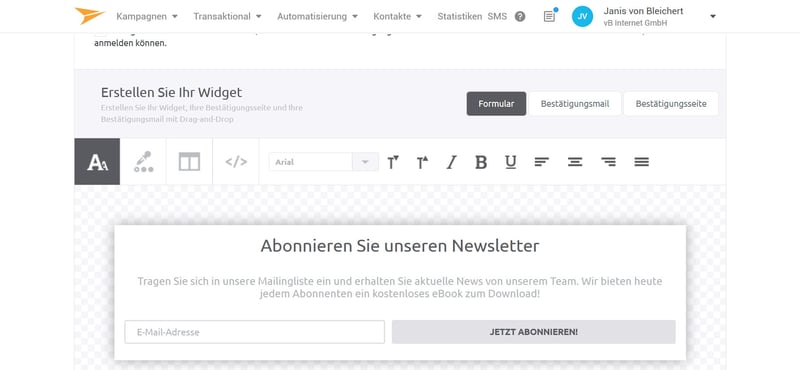 Kampagnen Transaktional Automatisierung Kontakte Statistiken SMS ? JV Janis von Bleichert
vB Internet GmbH
anmelden können.
Erstellen Sie Ihr Widget
Erstellen Sie Ihr Widget, Ihre Bestätigungsseite und Ihre
Bestätigungsmail mit Drag-and-Drop
Formular Bestätigungsmail Bestätigungsseite
AA </> Arial T T I B U
Abonnieren Sie unseren Newsletter
Tragen Sie sich in unsere Mailingliste ein und erhalten Sie aktuelle News von unserem Team. Wir bieten heute
jedem Abonnenten ein kostenloses eBook zum Download!
E-Mail-Adresse JETZT ABONNIEREN!